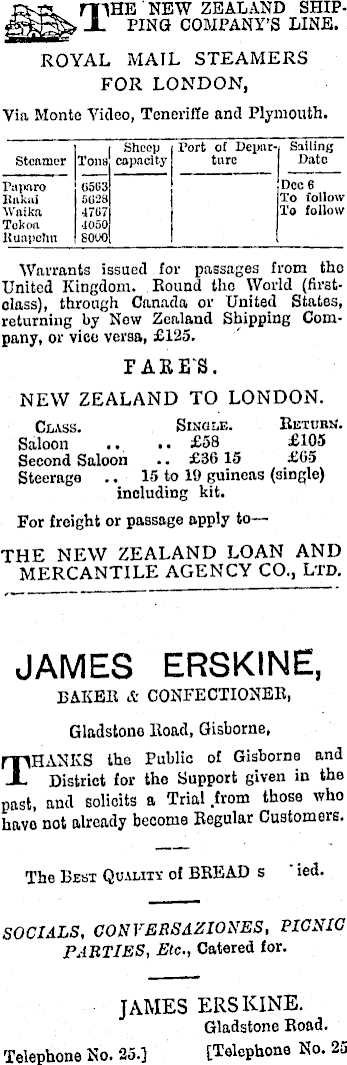 THE NEW ZEALAND SHIP-
PING COMPANY'S LINE.
ROYAL MAIL STEAMERS
FOR LONDON,
Via Monte Video, Teneriffe and Plymouth.
Steamer Tons Sheep capacity Port of Depar- ture Sailing Date
Paparo 6563 Dec 6
Rakai 5628 To follow
Waika 4767 To follow
Tekoa 4050
Ruapehu 8000
Warrants issued for passages from the
United Kingdom. Round the World (first-
class), through Canada or United States,
returning by New Zealand Shipping Com-
pany, or vice versa, £125.
FARE'S.
NEW ZEALAND TO LONDON.
CLASS. SINGLE. RETURN.
Saloon .. .. £58 £105
Second Saloon .. £36 15 £65
Steerage .. 15 to 19 guineas (single)
including kit.
For freight or passage apply to—
THE NEW ZEALAND LOAN AND
MERCANTILE AGENCY CO., LTD.
JAMES ERSKINE,
BAKER & CONFECTIONER,
Gladstone Road, Gisborne,
THANKS the Public of Gisborne and
District for the Support given in the
past, and solicits a Trial from those who
have not already become Regular Customers.
The BEST QUALITY of BREAD s ied.
SOCIALS, CONVERSAZIONES, PICNIC
PARTIES, Etc., Catered for.
JAMES ERSKINE.
Gladstone Road.
Telephone No. 25.] [Telephone No. 25